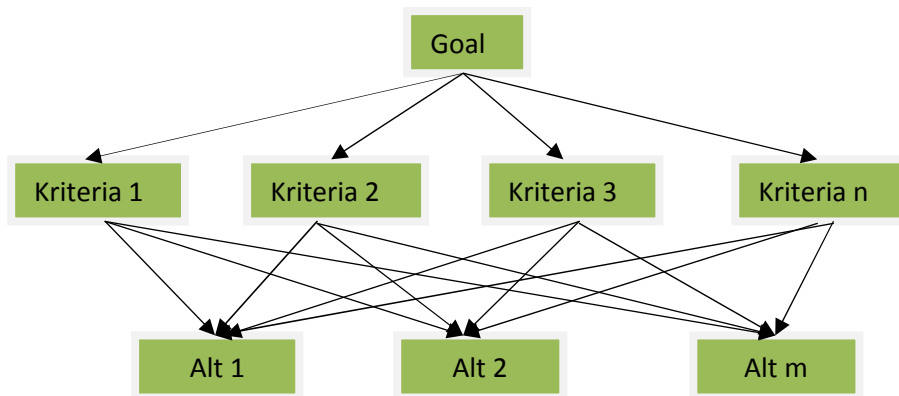 Goal
Kriteria 1
Kriteria 2
Kriteria 3
Kriteria n
Alt 1
Alt 2
Alt m